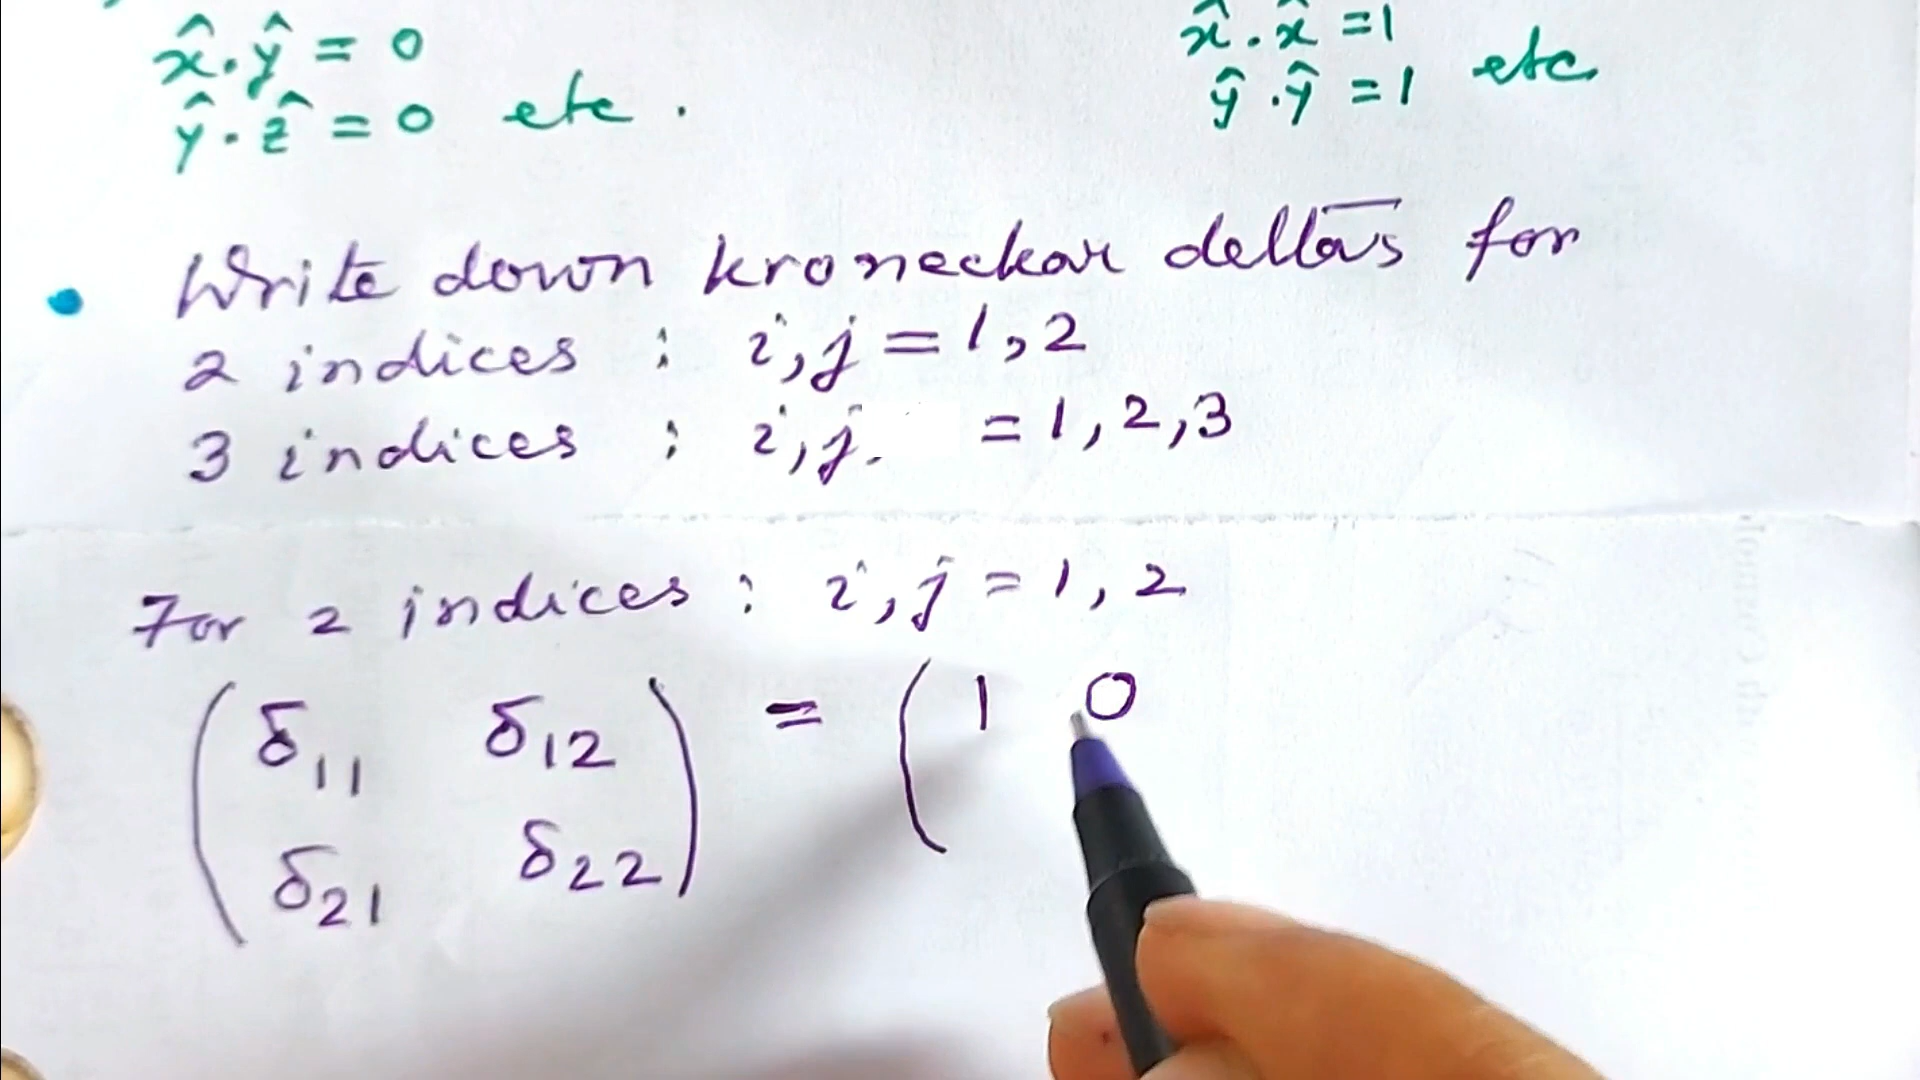 x̂.ŷ = 0
ŷ.ẑ = 0 etc.
x̂.x̂ = 1
ŷ.ŷ = 1 etc
• Write down kroneckar deltas for
2 indices : i,j = 1,2
3 indices : i,j = 1,2,3
For 2 indices : i,j = 1,2
( δ11 δ12 ) = ( 1 0
δ21 δ22